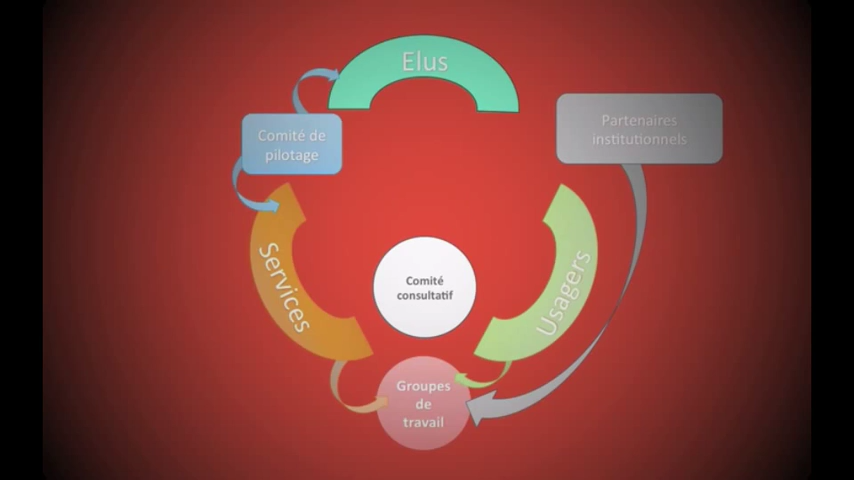 Elus
Comité de
pilotage
Partenaires
institutionnels
Services
Comité
consultatif
Usagers
Groupes
de
travail